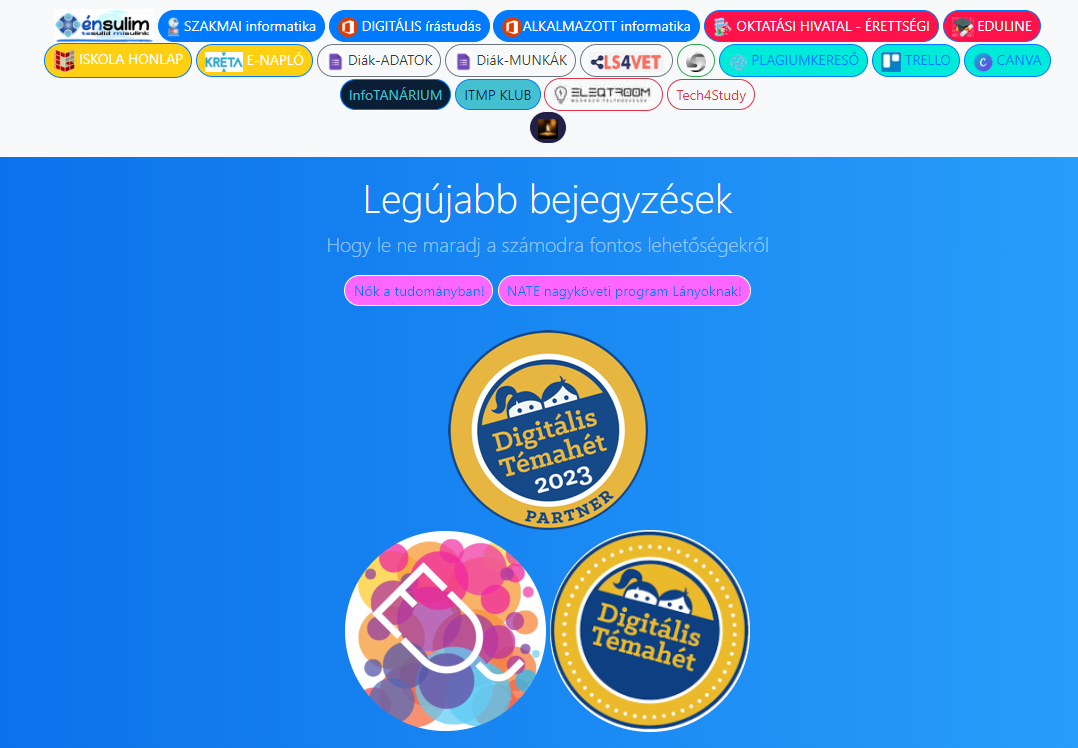 énsulim SZAKMAI informatika DIGITÁLIS írástudás ALKALMAZOTT informatika OKTATÁSI HIVATAL - ÉRETTSÉGI EDULINE
tesulid misulink
ISKOLA HONLAP KRÉTA E-NAPLÓ Diák-ADATOK Diák-MUNKÁK LS4VET PLAGIUMKERESŐ TRELLO CANVA
InfoTANÁRIUM ITMP KLUB ELEQTROOM Tech4Study
Legújabb bejegyzések
Hogy le ne maradj a számodra fontos lehetőségekről
Nők a tudományban! NATE nagyköveti program Lányoknak!
Digitális
Témahét
2023
PARTNER
Digitális
Témahét